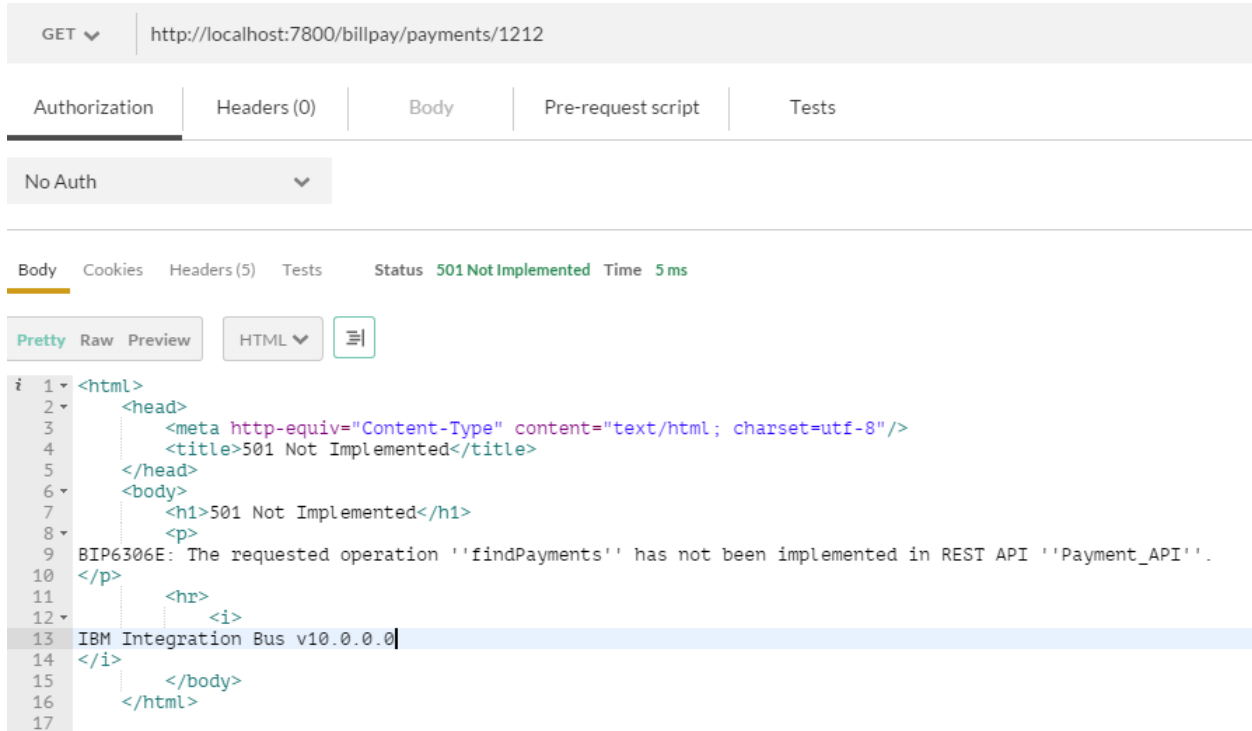 GET http://localhost:7800/billpay/payments/1212
Authorization Headers (0) Body Pre-request script Tests
No Auth
Body Cookies Headers (5) Tests Status 501 Not Implemented Time 5 ms
Pretty Raw Preview HTML
i 1 <html>
2 <head>
3 <meta http-equiv="Content-Type" content="text/html; charset=utf-8"/>
4 <title>501 Not Implemented</title>
5 </head>
6 <body>
7 <h1>501 Not Implemented</h1>
8 <p>
9 BIP6306E: The requested operation ''findPayments'' has not been implemented in REST API ''Payment_API''.
10 </p>
11 <hr>
12 <i>
13 IBM Integration Bus v10.0.0.0
14 </i>
15 </body>
16 </html>
17